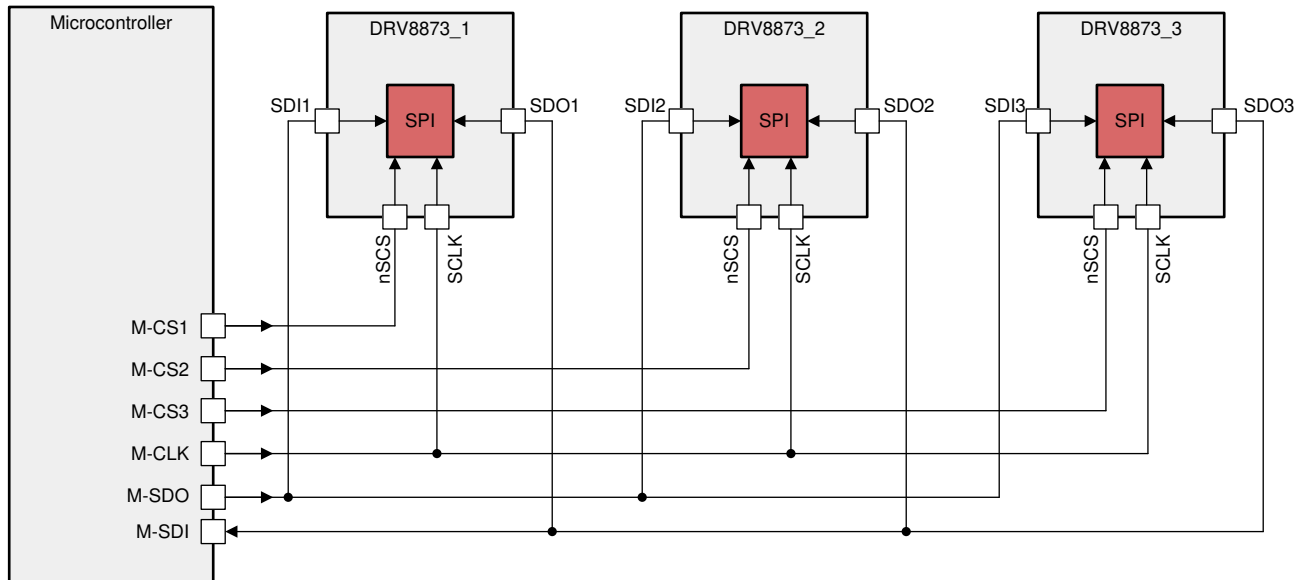 Microcontroller
DRV8873_1
DRV8873_2
DRV8873_3
SDI1
SPI
SDO1
SDI2
SPI
SDO2
SDI3
SPI
SDO3
nSCS
SCLK
nSCS
SCLK
nSCS
SCLK
M-CS1
M-CS2
M-CS3
M-CLK
M-SDO
M-SDI